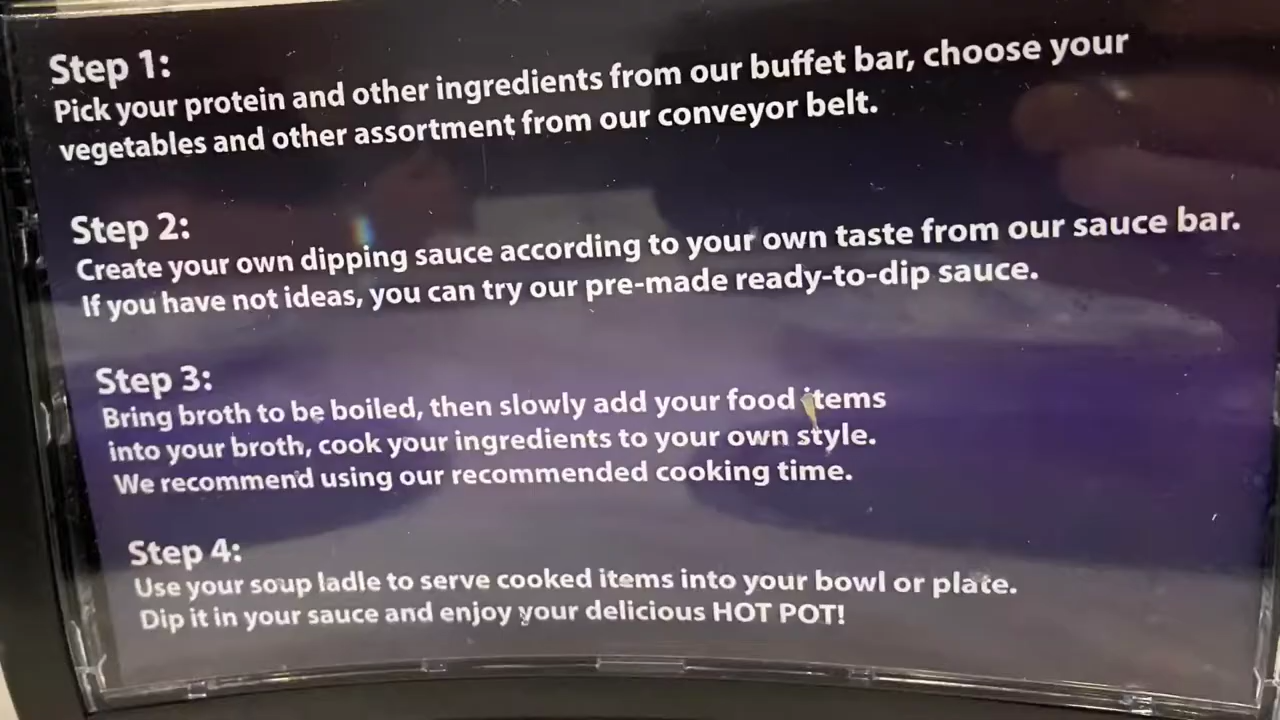 Step 1:
Pick your protein and other ingredients from our buffet bar, choose your
vegetables and other assortment from our conveyor belt.
Step 2:
Create your own dipping sauce according to your own taste from our sauce bar.
If you have not ideas, you can try our pre-made ready-to-dip sauce.
Step 3:
Bring broth to be boiled, then slowly add your food items
into your broth, cook your ingredients to your own style.
We recommend using our recommended cooking time.
Step 4:
Use your soup ladle to serve cooked items into your bowl or plate.
Dip it in your sauce and enjoy your delicious HOT POT!